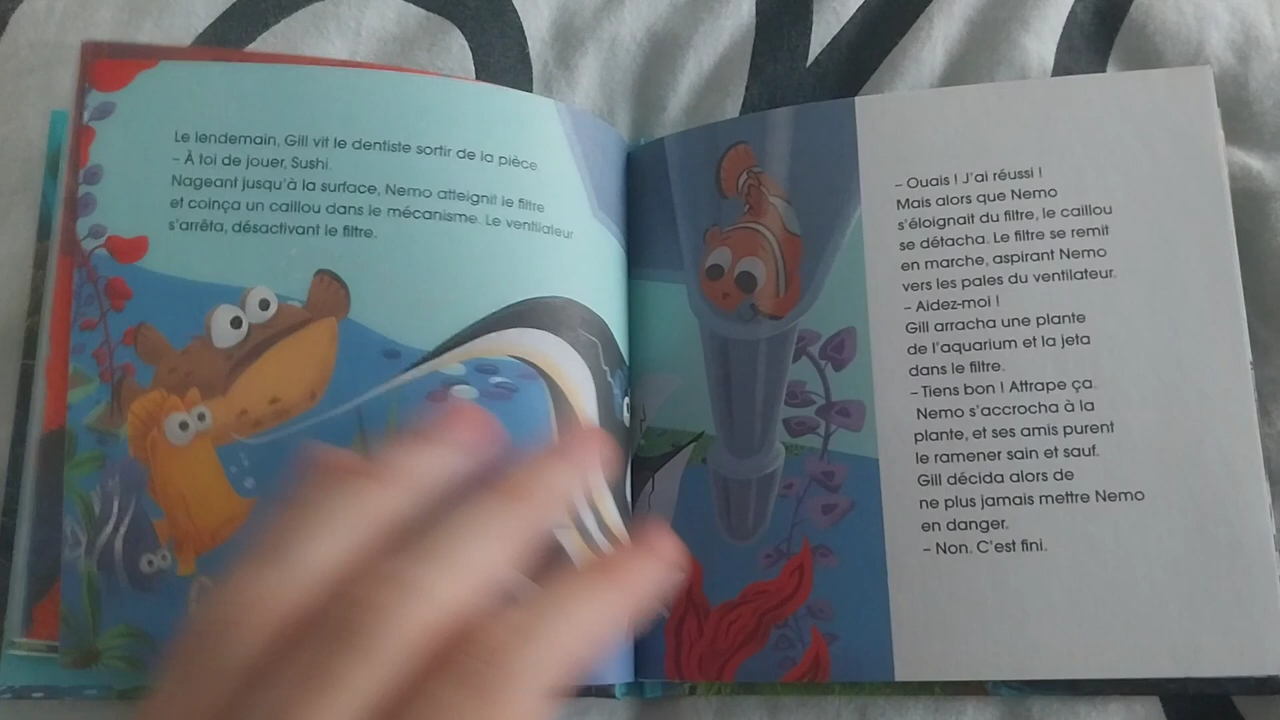 Le lendemain, Gill vit le dentiste sortir de la pièce
– À toi de jouer, Sushi.
Nageant jusqu'à la surface, Nemo atteignit le filtre
et coinça un caillou dans le mécanisme. Le ventilateur
s'arrêta, désactivant le filtre.
– Ouais ! J'ai réussi !
Mais alors que Nemo
s'éloignait du filtre, le caillou
se détacha. Le filtre se remit
en marche, aspirant Nemo
vers les pales du ventilateur.
– Aidez-moi !
Gill arracha une plante
de l'aquarium et la jeta
dans le filtre.
– Tiens bon ! Attrape ça.
Nemo s'accrocha à la
plante, et ses amis purent
le ramener sain et sauf.
Gill décida alors de
ne plus jamais mettre Nemo
en danger.
– Non. C'est fini.